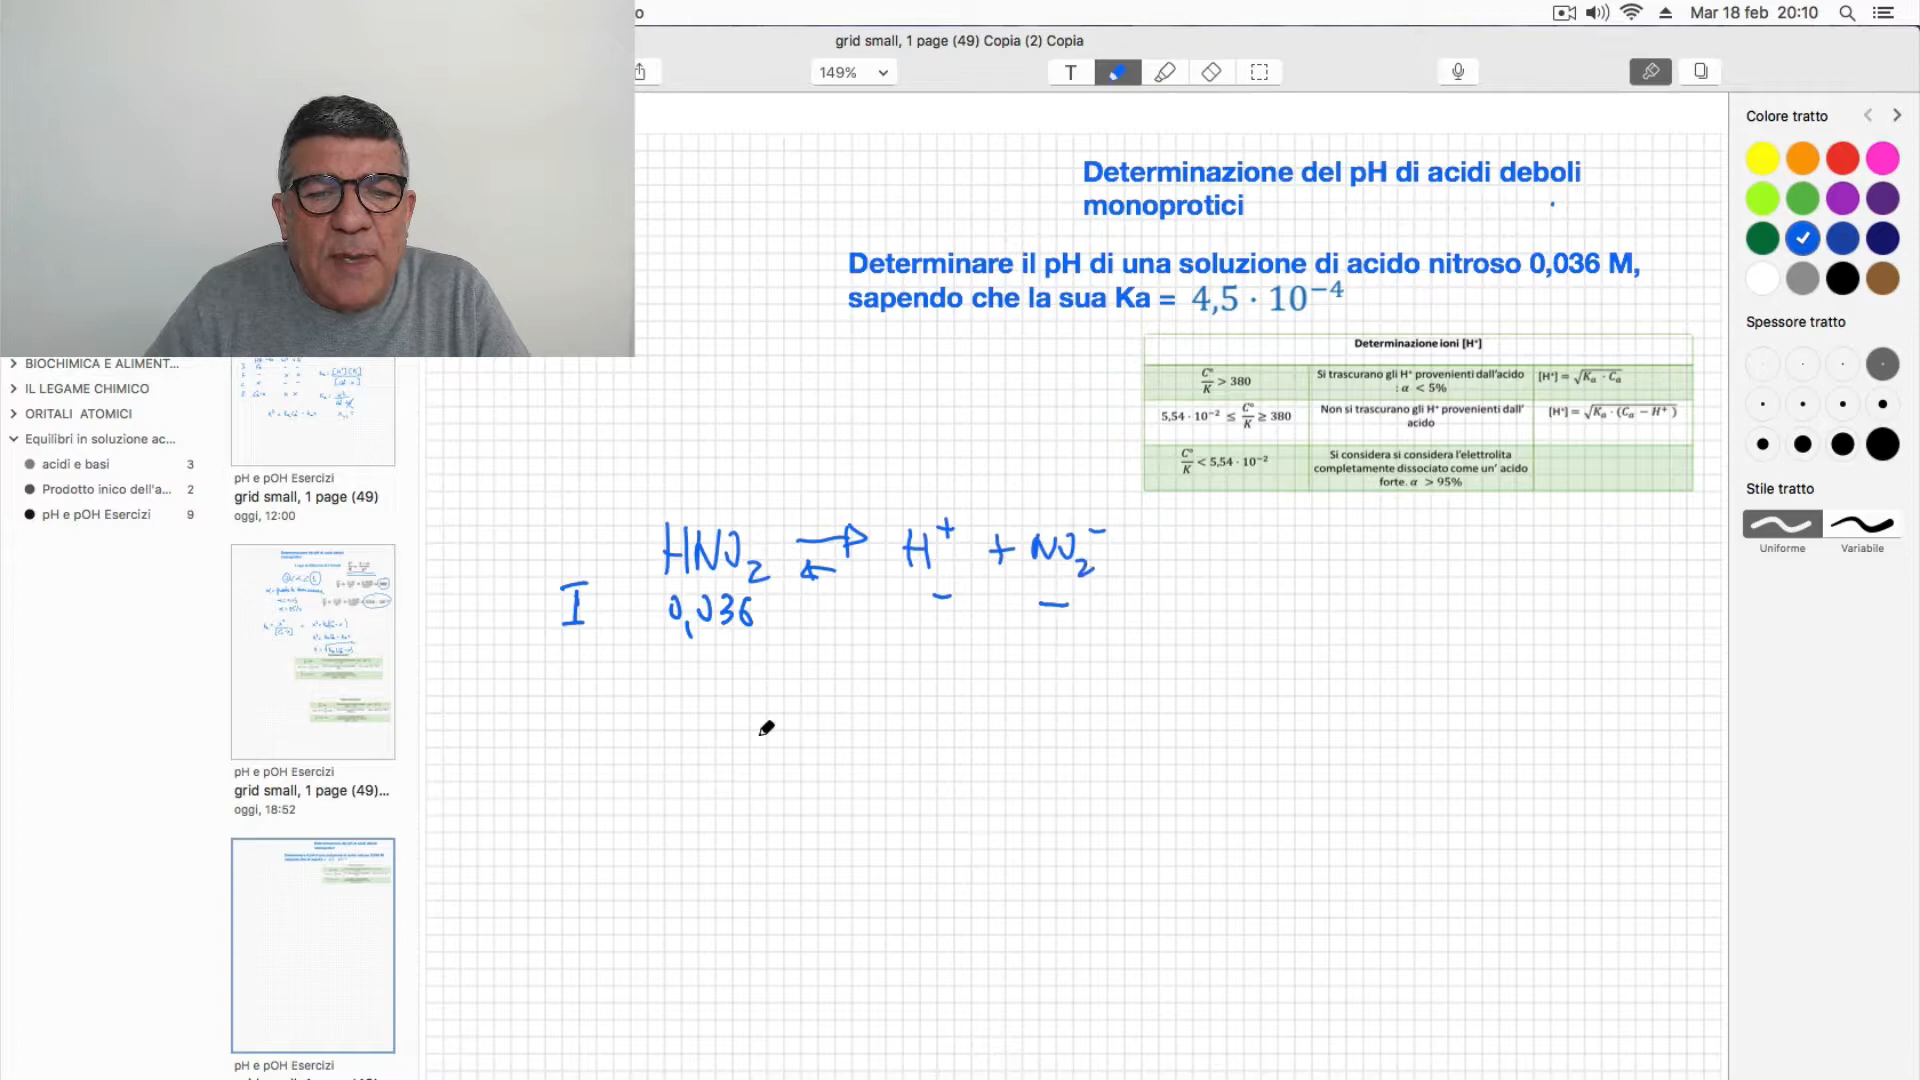 o
Mar 18 feb 20:10
grid small, 1 page (49) Copia (2) Copia
149%
T
Colore tratto
Determinazione del pH di acidi deboli
monoprotici
Determinare il pH di una soluzione di acido nitroso 0,036 M,
sapendo che la sua Ka = 4,5 · 10⁻⁴
Spessore tratto
Determinazione ioni [H⁺]
C°/K > 380
Si trascurano gli H⁺ provenienti dall'acido
: α < 5%
[H⁺] = √Kₐ · Cₐ
5,54 · 10⁻² ≤ C°/K ≥ 380
Non si trascurano gli H⁺ provenienti dall'
acido
[H⁺] = √Kₐ · (Cₐ − H⁺ )
C°/K < 5,54 · 10⁻²
Si considera si considera l'elettrolita
completamente dissociato come un' acido
forte. α > 95%
Stile tratto
Uniforme
Variabile
BIOCHIMICA E ALIMENT...
IL LEGAME CHIMICO
ORITALI ATOMICI
Equilibri in soluzione ac...
acidi e basi 3
Prodotto inico dell'a... 2
pH e pOH Esercizi 9
pH e pOH Esercizi
grid small, 1 page (49)
oggi, 12:00
pH e pOH Esercizi
grid small, 1 page (49)...
oggi, 18:52
pH e pOH Esercizi
HNO₂ ⇌ H⁺ + NO₂⁻
I 0,036 − −